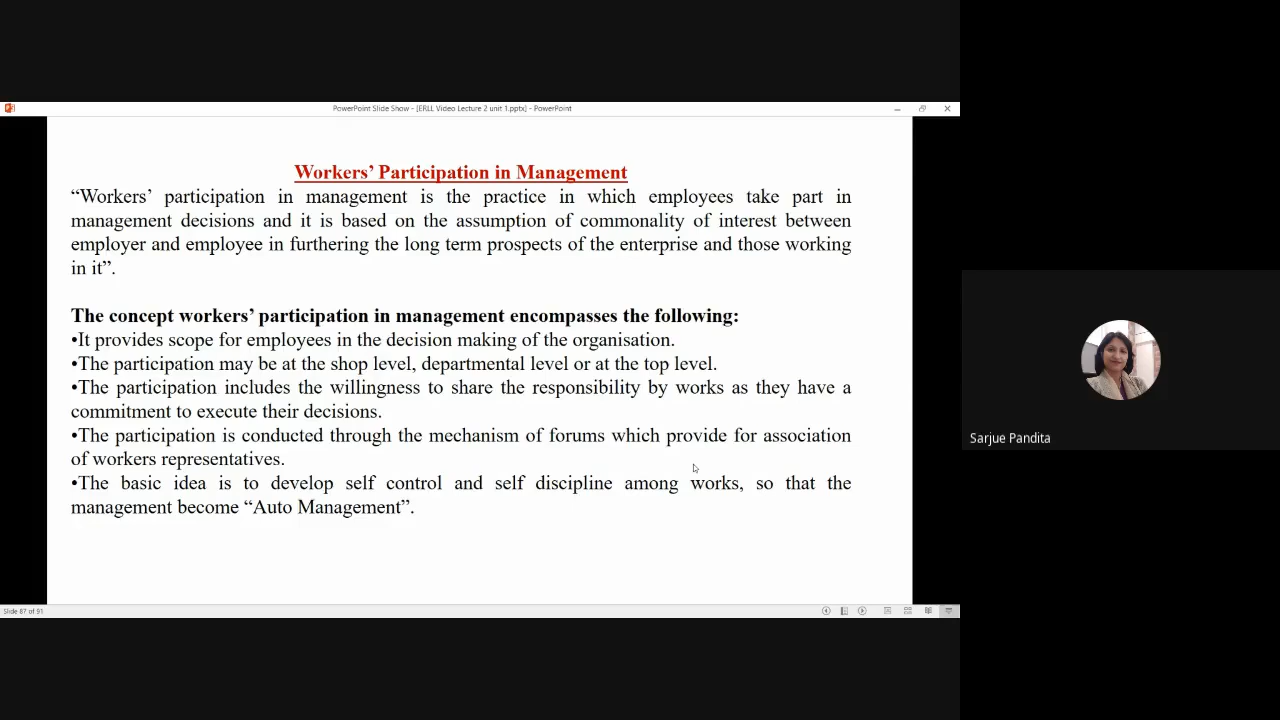 PowerPoint Slide Show - [ERLL Video Lecture 2 unit 1.pptx] - PowerPoint
Workers’ Participation in Management
“Workers’ participation in management is the practice in which employees take part in
management decisions and it is based on the assumption of commonality of interest between
employer and employee in furthering the long term prospects of the enterprise and those working
in it”.
The concept workers’ participation in management encompasses the following:
•It provides scope for employees in the decision making of the organisation.
•The participation may be at the shop level, departmental level or at the top level.
•The participation includes the willingness to share the responsibility by works as they have a
commitment to execute their decisions.
•The participation is conducted through the mechanism of forums which provide for association
of workers representatives.
•The basic idea is to develop self control and self discipline among works, so that the
management become “Auto Management”.
Sarjue Pandita
Slide 87 of 91